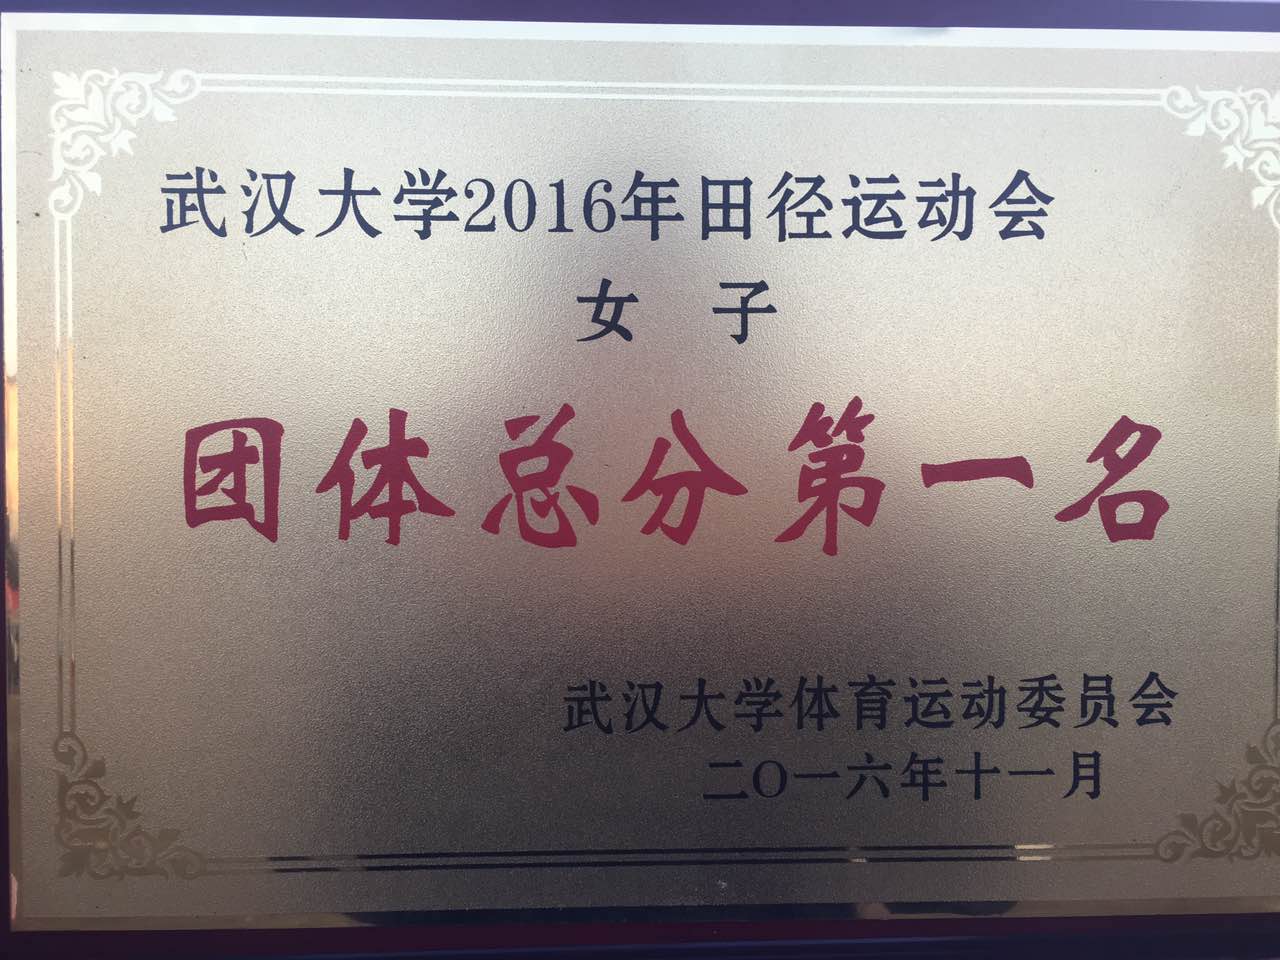 武汉大学2016年田径运动会
女 子
团体总分第一名
武汉大学体育运动委员会
二O一六年十一月